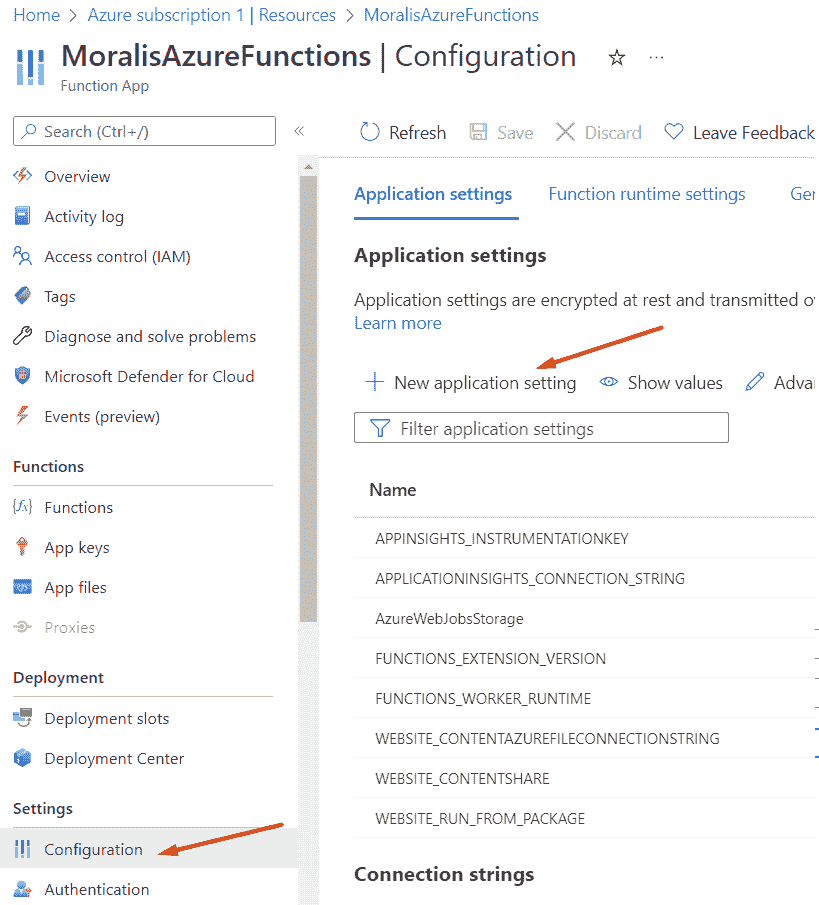 Home > Azure subscription 1 | Resources > MoralisAzureFunctions
MoralisAzureFunctions | Configuration
Function App
Search (Ctrl+/)
Overview
Activity log
Access control (IAM)
Tags
Diagnose and solve problems
Microsoft Defender for Cloud
Events (preview)
Functions
Functions
App keys
App files
Proxies
Deployment
Deployment slots
Deployment Center
Settings
Configuration
Authentication
Refresh Save Discard Leave Feedback
Application settings Function runtime settings Ger
Application settings
Application settings are encrypted at rest and transmitted ov
Learn more
New application setting Show values Advan
Filter application settings
Name
APPINSIGHTS_INSTRUMENTATIONKEY
APPLICATIONINSIGHTS_CONNECTION_STRING
AzureWebJobsStorage
FUNCTIONS_EXTENSION_VERSION
FUNCTIONS_WORKER_RUNTIME
WEBSITE_CONTENTAZUREFILECONNECTIONSTRING
WEBSITE_CONTENTSHARE
WEBSITE_RUN_FROM_PACKAGE
Connection strings